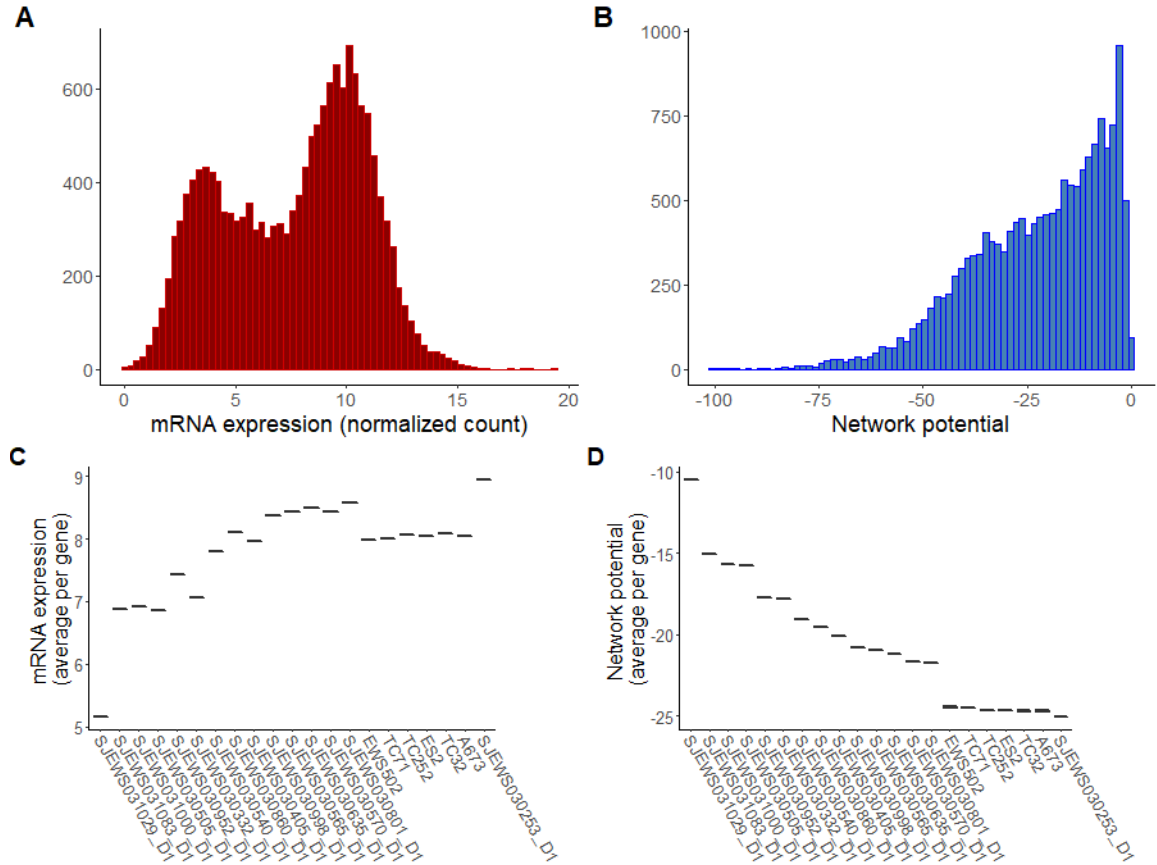 A
600
400
200
0
0
5
10
15
20
mRNA expression (normalized count)
B
1000
750
500
250
0
-100
-75
-50
-25
0
Network potential
C
9
8
7
6
5
mRNA expression
(average per gene)
SJEWS031029_D1
SJEWS031083_D1
SJEWS031000_D1
SJEWS030505_D1
SJEWS030952_D1
SJEWS030332_D1
SJEWS030540_D1
SJEWS030860_D1
SJEWS030405_D1
SJEWS030998_D1
SJEWS030565_D1
SJEWS030635_D1
SJEWS030570_D1
SJEWS030801_D1
EWS502
TC71
TC252
ES2
TC32
A673
SJEWS030253_D1
D
-10
-15
-20
-25
Network potential
(average per gene)
SJEWS031029_D1
SJEWS031083_D1
SJEWS031000_D1
SJEWS030505_D1
SJEWS030952_D1
SJEWS030332_D1
SJEWS030540_D1
SJEWS030860_D1
SJEWS030405_D1
SJEWS030998_D1
SJEWS030565_D1
SJEWS030635_D1
SJEWS030570_D1
SJEWS030801_D1
EWS502
TC71
TC252
ES2
TC32
A673
SJEWS030253_D1